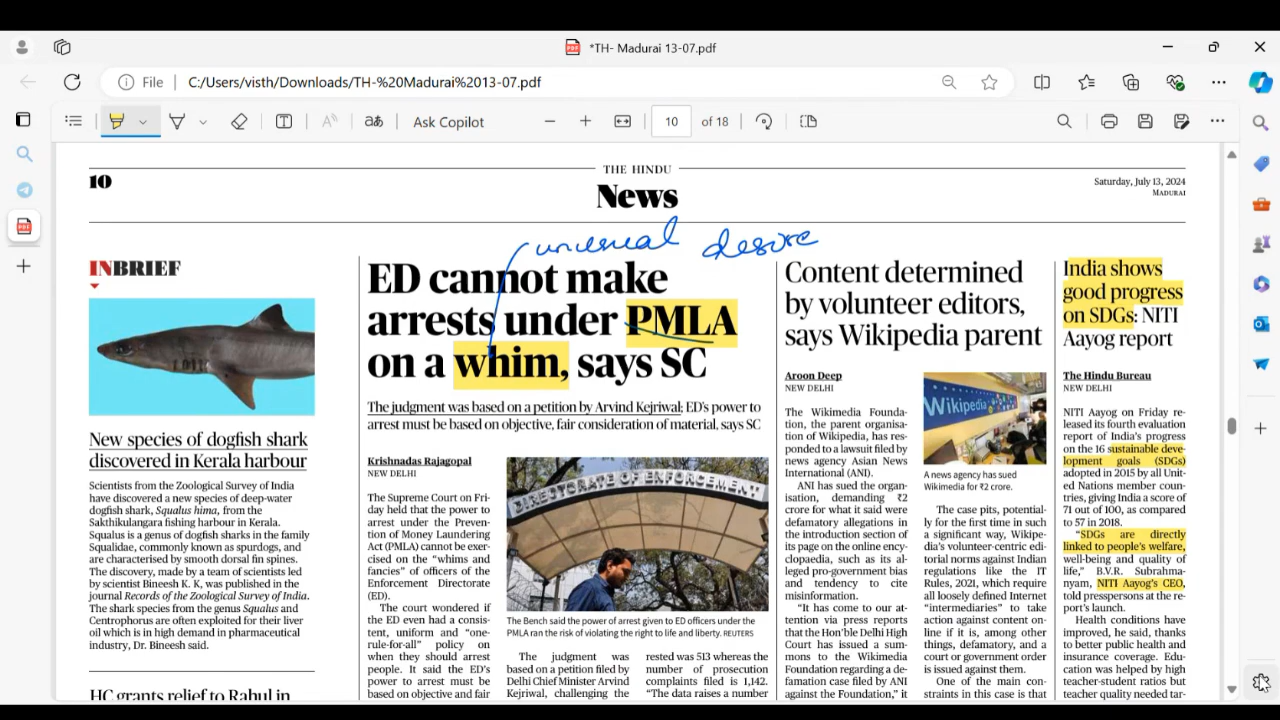 *TH- Madurai 13-07.pdf
File
C:/Users/visth/Downloads/TH-%20Madurai%2013-07.pdf
Ask Copilot
10
of 18
10
THE HINDU
News
Saturday, July 13, 2024
MADURAI
unusual desire
INBRIEF
New species of dogfish shark
discovered in Kerala harbour
Scientists from the Zoological Survey of India
have discovered a new species of deep-water
dogfish shark, Squalus hima, from the
Sakthikulangara fishing harbour in Kerala.
Squalus is a genus of dogfish sharks in the family
Squalidae, commonly known as spurdogs, and
are characterised by smooth dorsal fin spines.
The discovery, made by a team of scientists led
by scientist Bineesh K. K, was published in the
journal Records of the Zoological Survey of India.
The shark species from the genus Squalus and
Centrophorus are often exploited for their liver
oil which is in high demand in pharmaceutical
industry, Dr. Bineesh said.
HC grants relief to Rahul in
ED cannot make
arrests under PMLA
on a whim, says SC
The judgment was based on a petition by Arvind Kejriwal; ED's power to
arrest must be based on objective, fair consideration of material, says SC
Krishnadas Rajagopal
NEW DELHI
The Supreme Court on Fri-
day held that the power to
arrest under the Preven-
tion of Money Laundering
Act (PMLA) cannot be exer-
cised on the "whims and
fancies" of officers of the
Enforcement Directorate
(ED).
The court wondered if
the ED even had a consis-
tent, uniform and "one-
rule-for-all" policy on
when they should arrest
people. It said the ED's
power to arrest must be
based on objective and fair
DIRECTORATE OF ENFORCEMENT
The Bench said the power of arrest given to ED officers under the
PMLA ran the risk of violating the right to life and liberty. REUTERS
The judgment was
based on a petition filed by
Delhi Chief Minister Arvind
Kejriwal, challenging the
rested was 513 whereas the
number of prosecution
complaints filed is 1,142.
"The data raises a number
Content determined
by volunteer editors,
says Wikipedia parent
Aroon Deep
NEW DELHI
The Wikimedia Founda-
tion, the parent organisa-
tion of Wikipedia, has res-
ponded to a lawsuit filed by
news agency Asian News
International (ANI).
ANI has sued the organ-
isation, demanding ₹2
crore for what it said were
defamatory allegations in
the introduction section of
its page on the online ency-
clopaedia, such as its al-
leged pro-government bias
and tendency to cite
misinformation.
"It has come to our at-
tention via press reports
that the Hon'ble Delhi High
Court has issued a sum-
mons to the Wikimedia
Foundation regarding a de-
famation case filed by ANI
against the Foundation," it
Wikipedia
A news agency has sued
Wikimedia for ₹2 crore.
The case pits, potential-
ly for the first time in such
a significant way, Wikipe-
dia's volunteer-centric edi-
torial norms against Indian
regulations like the IT
Rules, 2021, which require
all loosely defined Internet
"intermediaries" to take
action against content on-
line if it is, among other
things, defamatory, and a
court or government order
is issued against them.
One of the main con-
straints in this case is that
India shows
good progress
on SDGs: NITI
Aayog report
The Hindu Bureau
NEW DELHI
NITI Aayog on Friday re-
leased its fourth evaluation
report of India's progress
on the 16 sustainable deve-
lopment goals (SDGs)
adopted in 2015 by all Unit-
ed Nations member coun-
tries, giving India a score of
71 out of 100, as compared
to 57 in 2018.
"SDGs are directly
linked to people's welfare,
well-being and quality of
life," B.V.R. Subrahma-
nyam, NITI Aayog's CEO,
told presspersons at the re-
port's launch.
Health conditions have
improved, he said, thanks
to better public health and
insurance coverage. Edu-
cation was helped by high
teacher-student ratios but
teacher quality needed tar-